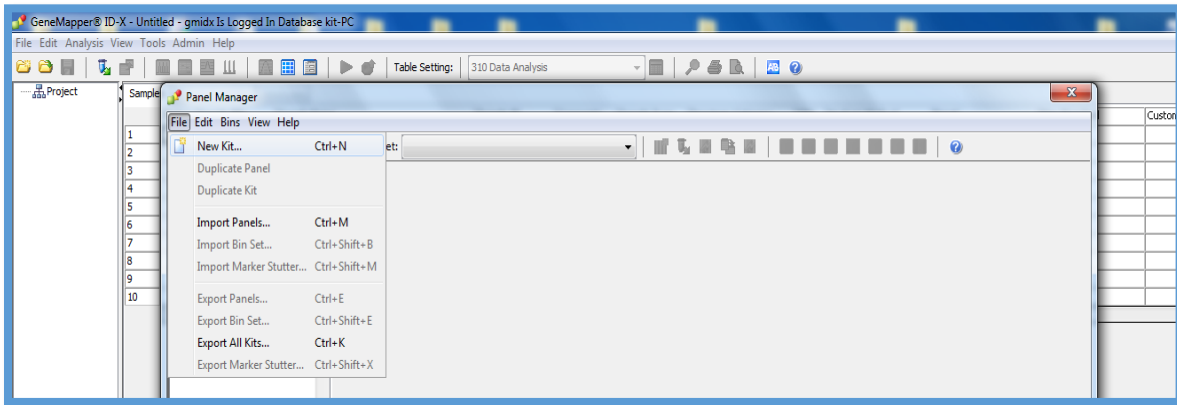 GeneMapper® ID-X - Untitled - gmidx Is Logged In Database kit-PC
File Edit Analysis View Tools Admin Help
Table Setting: 310 Data Analysis
Project
Sample
Panel Manager
Custon
File Edit Bins View Help
1
New Kit... Ctrl+N
et:
2
Duplicate Panel
3
Duplicate Kit
4
5
Import Panels... Ctrl+M
6
Import Bin Set... Ctrl+Shift+B
7
Import Marker Stutter... Ctrl+Shift+M
8
9
Export Panels... Ctrl+E
10
Export Bin Set... Ctrl+Shift+E
Export All Kits... Ctrl+K
Export Marker Stutter... Ctrl+Shift+X